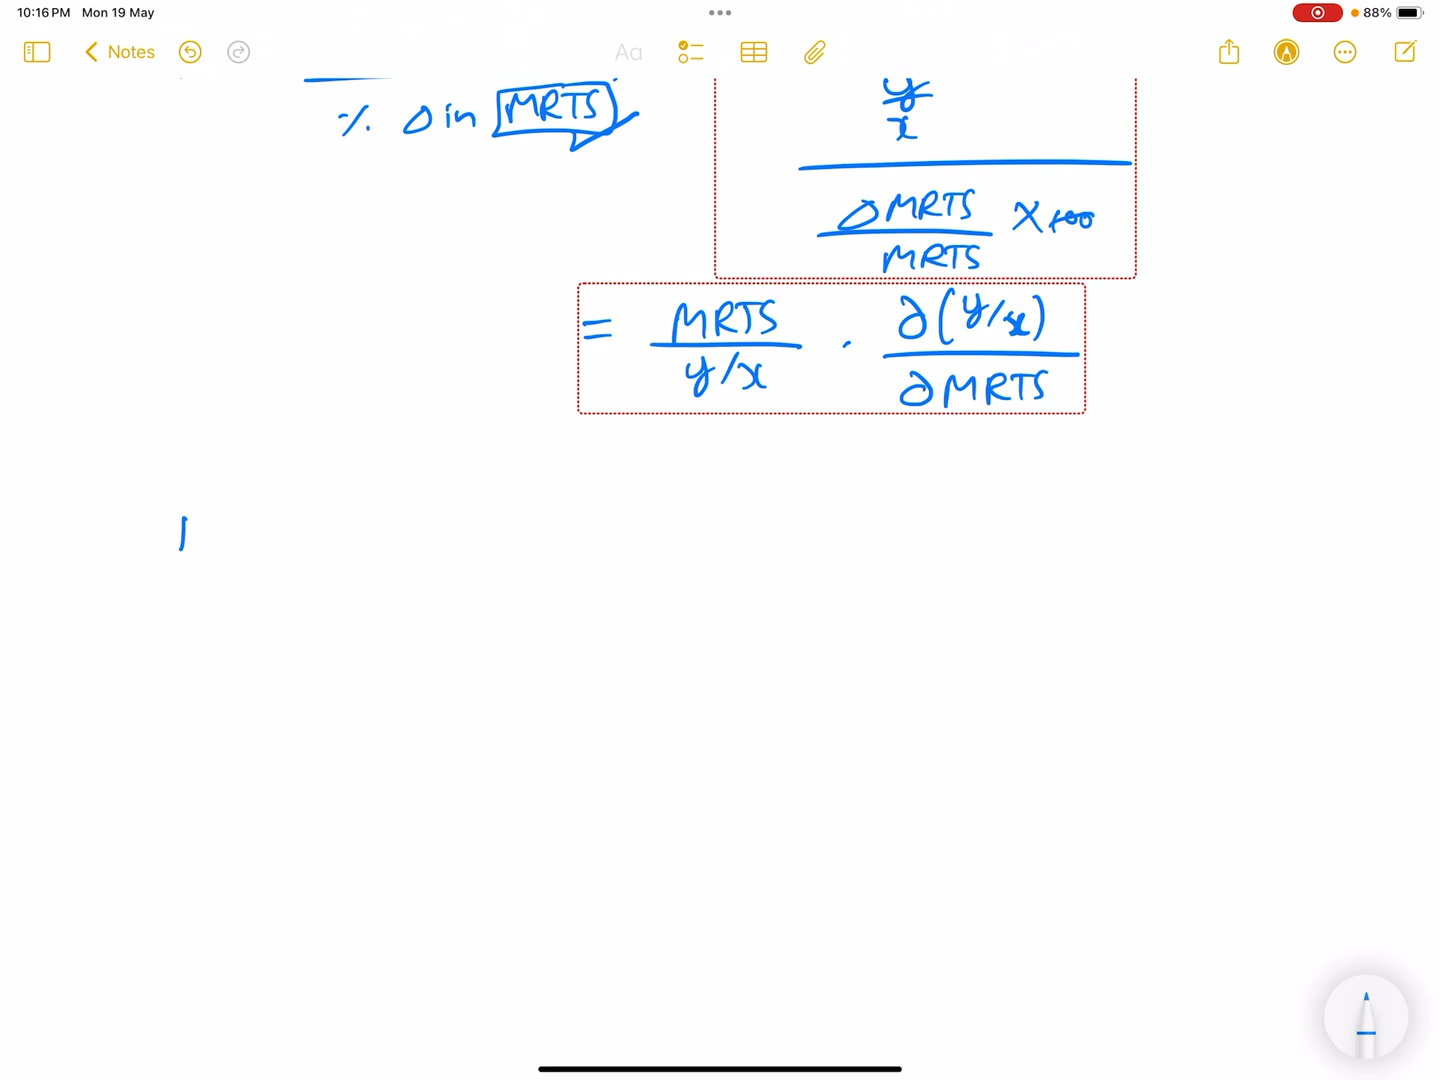 10:16 PM Mon 19 May
88%
Notes
Aa
% Δ in MRTS
y
x
Δ MRTS × 100
MRTS
= MRTS . ∂(y/x)
y/x ∂MRTS